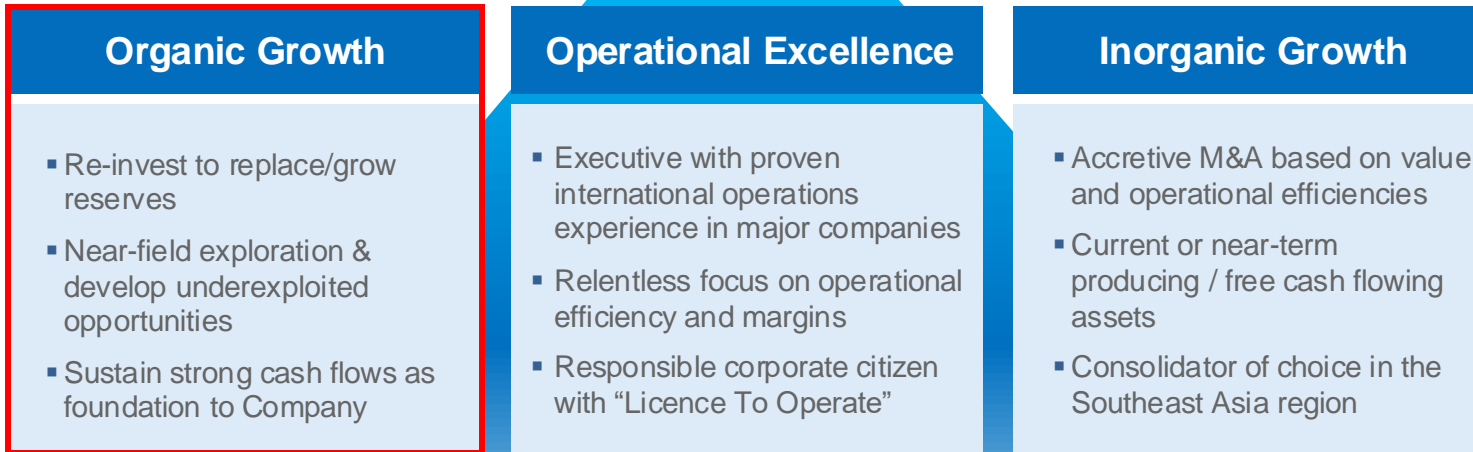 Organic Growth
▪ Re-invest to replace/grow
reserves
▪ Near-field exploration &
develop underexploited
opportunities
▪ Sustain strong cash flows as
foundation to Company
Operational Excellence
▪ Executive with proven
international operations
experience in major companies
▪ Relentless focus on operational
efficiency and margins
▪ Responsible corporate citizen
with “Licence To Operate”
Inorganic Growth
▪ Accretive M&A based on value
and operational efficiencies
▪ Current or near-term
producing / free cash flowing
assets
▪ Consolidator of choice in the
Southeast Asia region